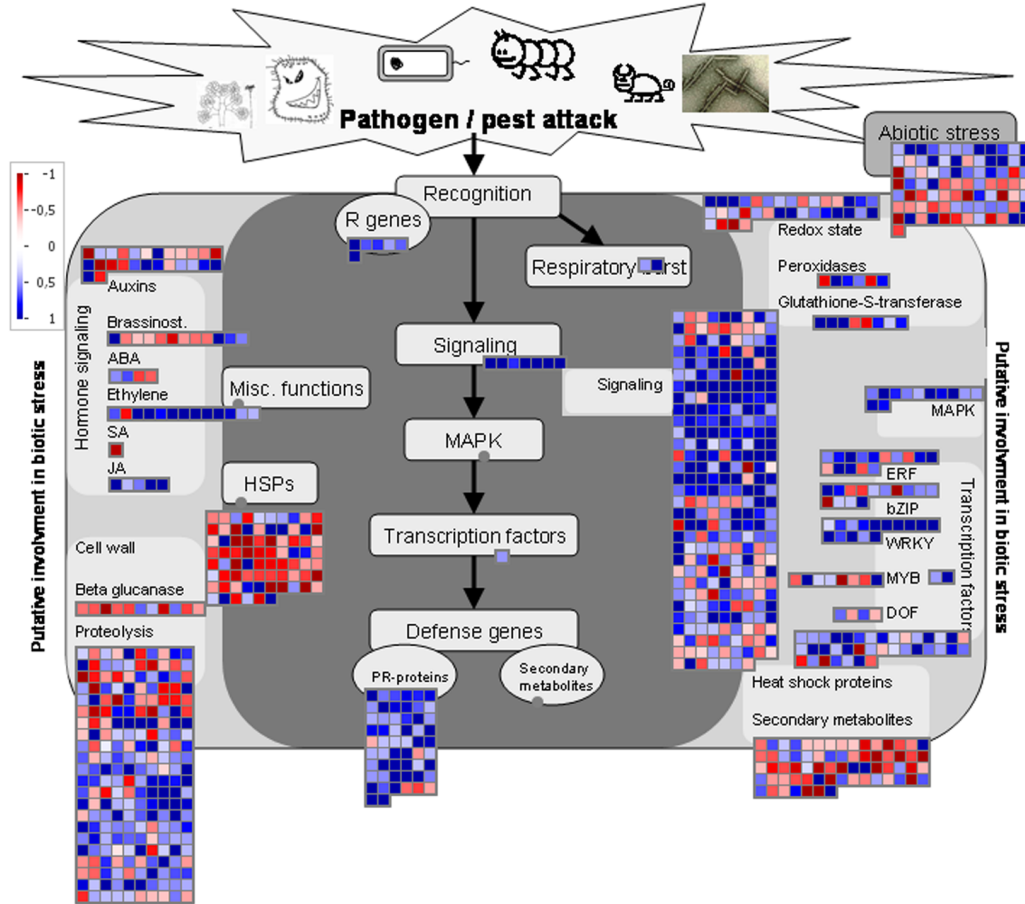 Pathogen / pest attack
Abiotic stress
-1
-0,5
0
0,5
1
Recognition
R genes
Respiratory burst
Redox state
Peroxidases
Glutathione-S-transferase
Auxins
Brassinost.
ABA
Ethylene
SA
JA
Hormone signaling
Putative involvment in biotic stress
Misc. functions
HSPs
Signaling
Signaling
MAPK
MAPK
Transcription factors
ERF
bZIP
WRKY
MYB
DOF
Transcription factors
Putative involvment in biotic stress
Cell wall
Beta glucanase
Proteolysis
Defense genes
PR-proteins
Secondary
metabolites
Heat shock proteins
Secondary metabolites